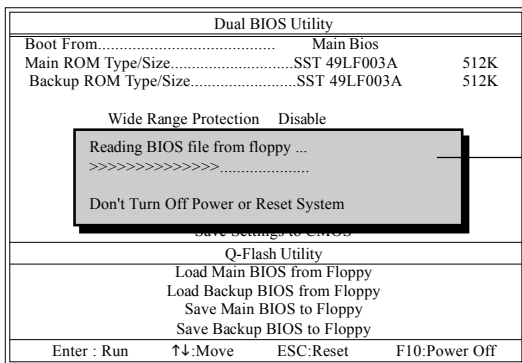 Dual BIOS Utility
Boot From.......................................... Main Bios
Main ROM Type/Size.............................SST 49LF003A 512K
Backup ROM Type/Size.........................SST 49LF003A 512K
Wide Range Protection Disable
Reading BIOS file from floppy ...
>>>>>>>>>>>>>>.....................
Don't Turn Off Power or Reset System
Save Settings to CMOS
Q-Flash Utility
Load Main BIOS from Floppy
Load Backup BIOS from Floppy
Save Main BIOS to Floppy
Save Backup BIOS to Floppy
Enter : Run ↑↓:Move ESC:Reset F10:Power Off